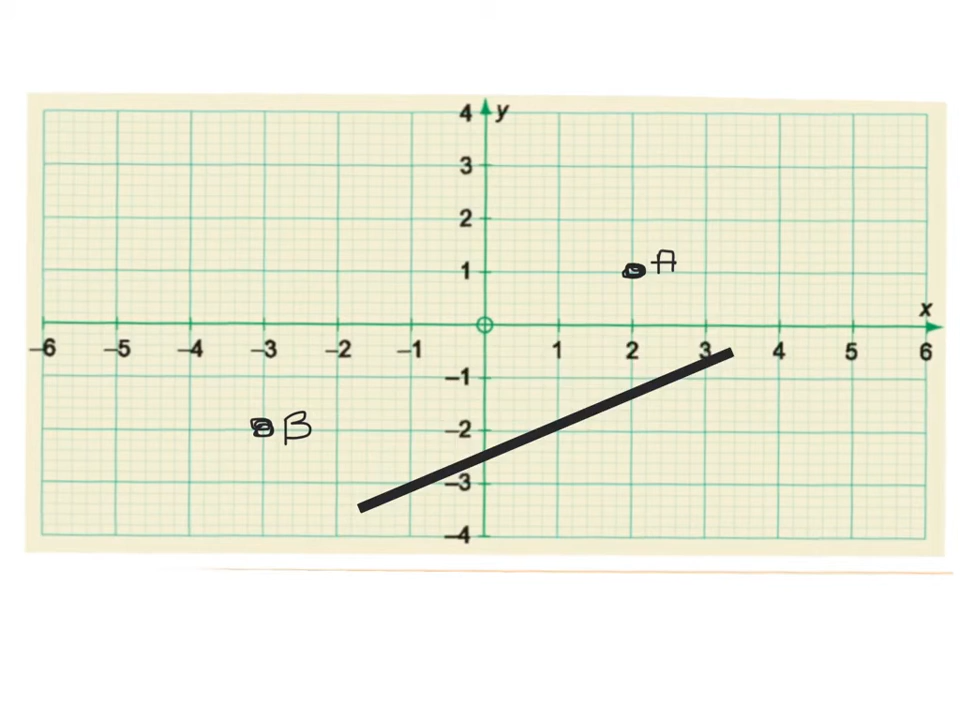 4 y
3
2
1 A
x
–6 –5 –4 –3 –2 –1 1 2 3 4 5 6
–1
–2 B
–3
–4